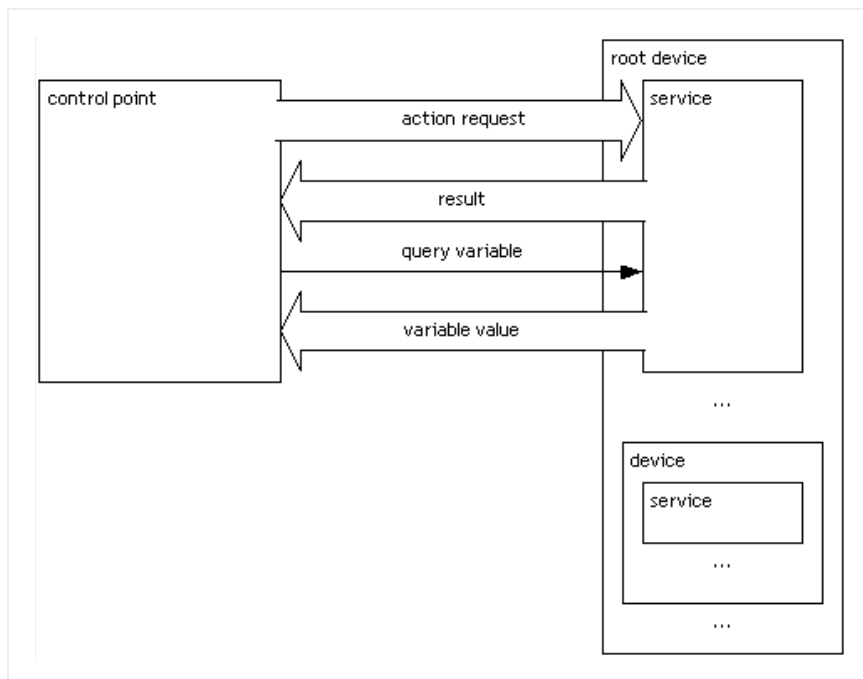 root device
control point
service
action request
result
query variable
variable value
...
device
service
...
...